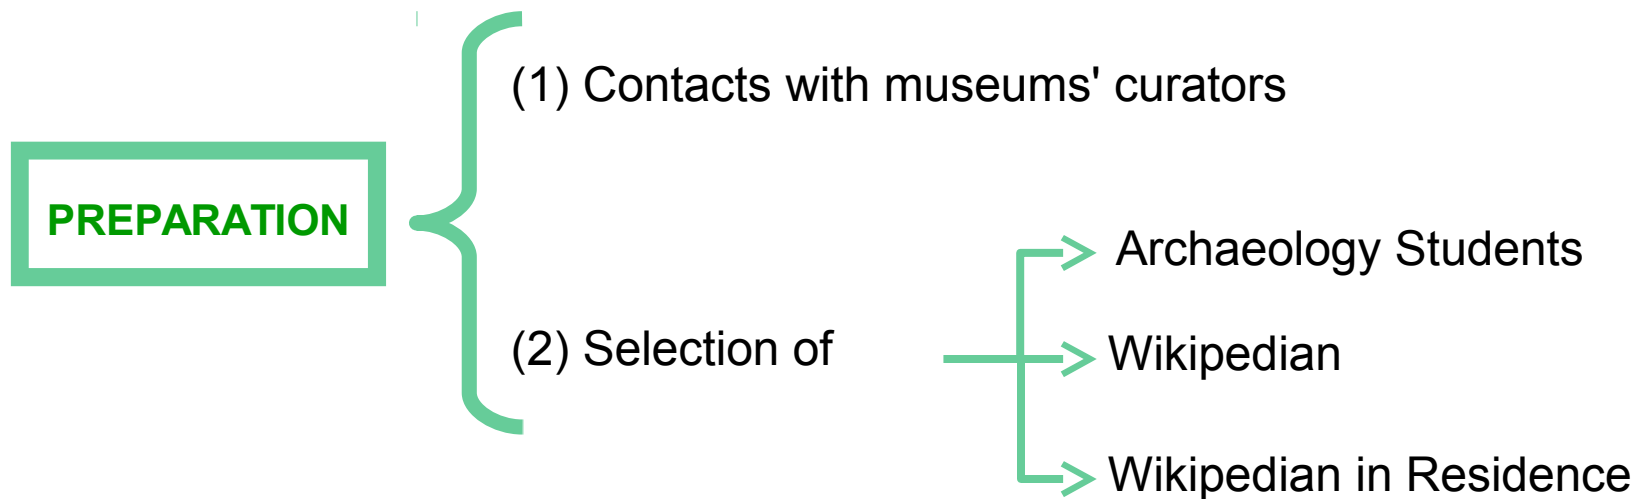 (1) Contacts with museums' curators
PREPARATION
(2) Selection of
Archaeology Students
Wikipedian
Wikipedian in Residence